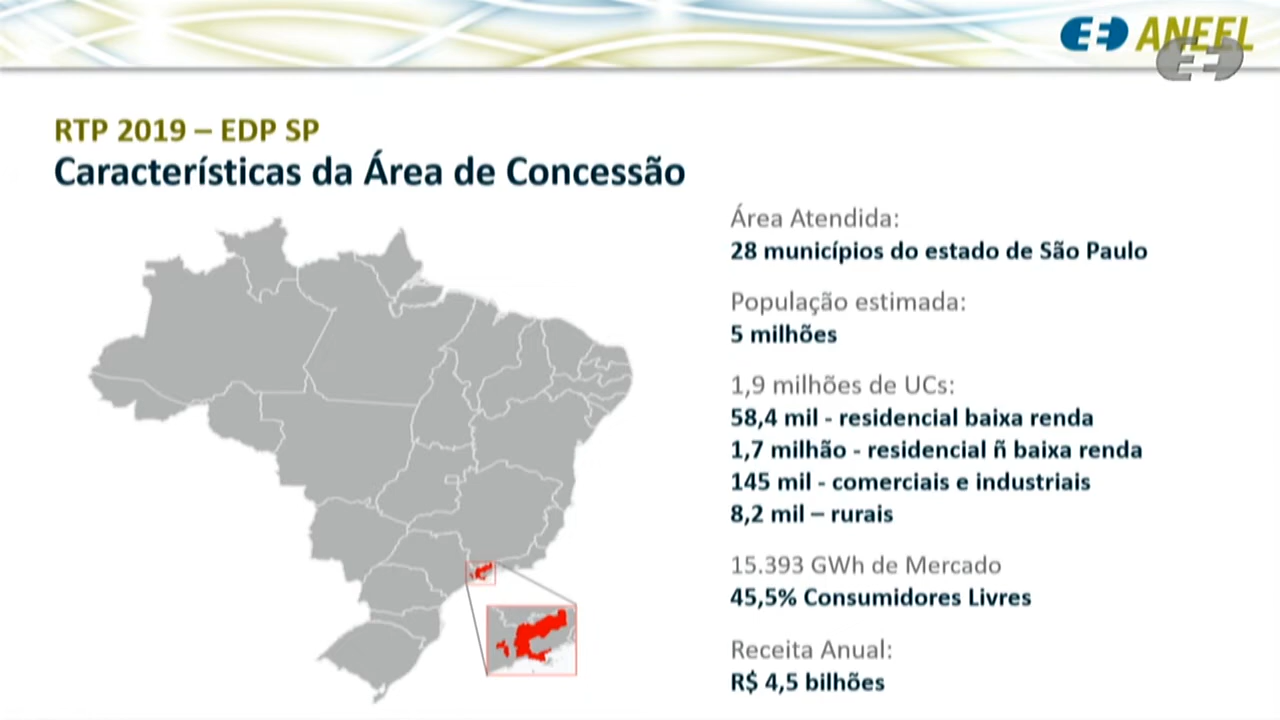 ANEEL
RTP 2019 – EDP SP
Características da Área de Concessão
Área Atendida:
28 municípios do estado de São Paulo
População estimada:
5 milhões
1,9 milhões de UCs:
58,4 mil - residencial baixa renda
1,7 milhão - residencial ñ baixa renda
145 mil - comerciais e industriais
8,2 mil – rurais
15.393 GWh de Mercado
45,5% Consumidores Livres
Receita Anual:
R$ 4,5 bilhões